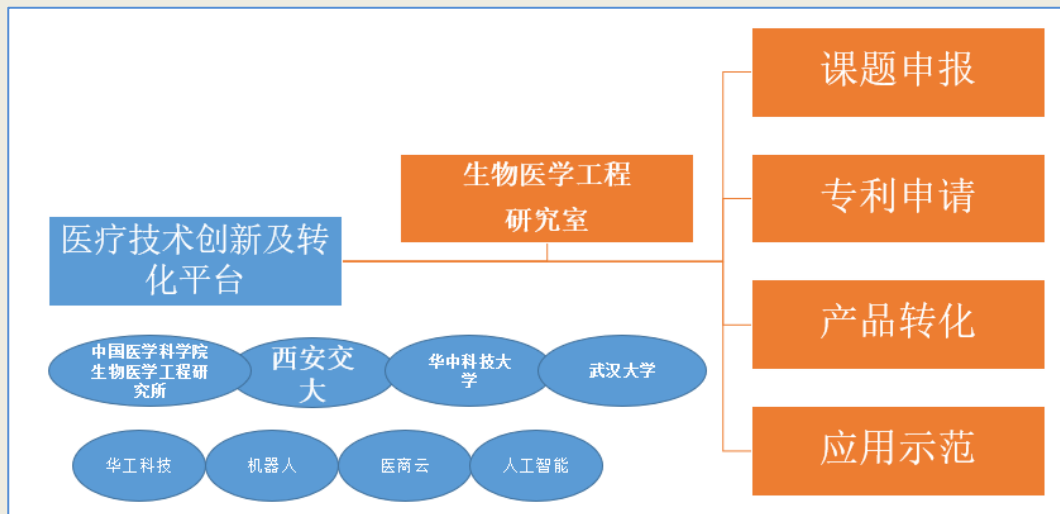 课题申报
生物医学工程
研究室
专利申请
医疗技术创新及转
化平台
产品转化
中国医学科学院
生物医学工程研
究所
西安交
大
华中科技大
学
武汉大学
应用示范
华工科技
机器人
医商云
人工智能